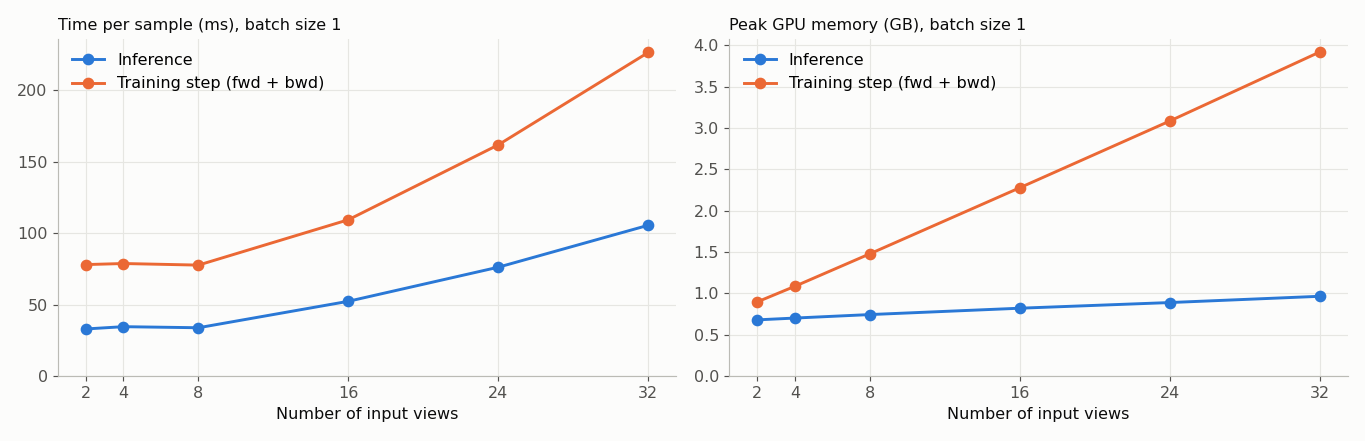 Time per sample (ms), batch size 1
Inference
Training step (fwd + bwd)
200
150
100
50
0
2 4 8 16 24 32
Number of input views
Peak GPU memory (GB), batch size 1
Inference
Training step (fwd + bwd)
4.0
3.5
3.0
2.5
2.0
1.5
1.0
0.5
0.0
2 4 8 16 24 32
Number of input views